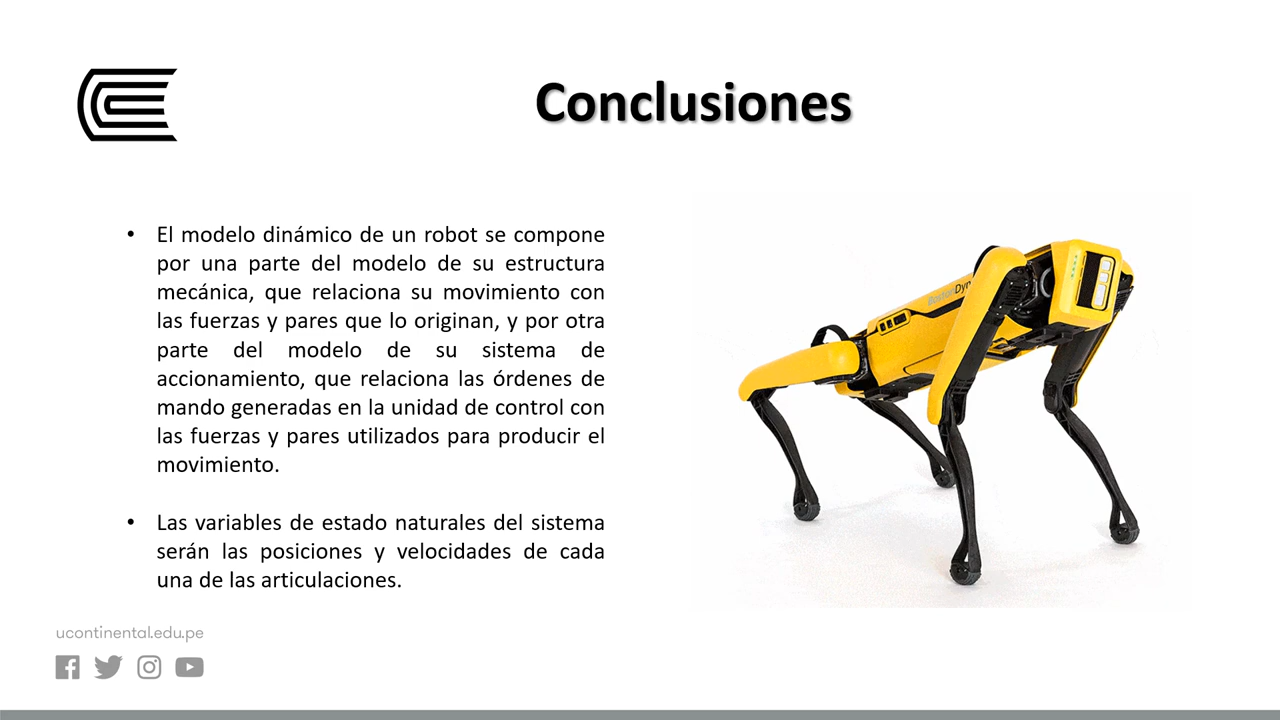 Conclusiones
• El modelo dinámico de un robot se compone
por una parte del modelo de su estructura
mecánica, que relaciona su movimiento con
las fuerzas y pares que lo originan, y por otra
parte del modelo de su sistema de
accionamiento, que relaciona las órdenes de
mando generadas en la unidad de control con
las fuerzas y pares utilizados para producir el
movimiento.
• Las variables de estado naturales del sistema
serán las posiciones y velocidades de cada
una de las articulaciones.
BostonDyn
ucontinental.edu.pe